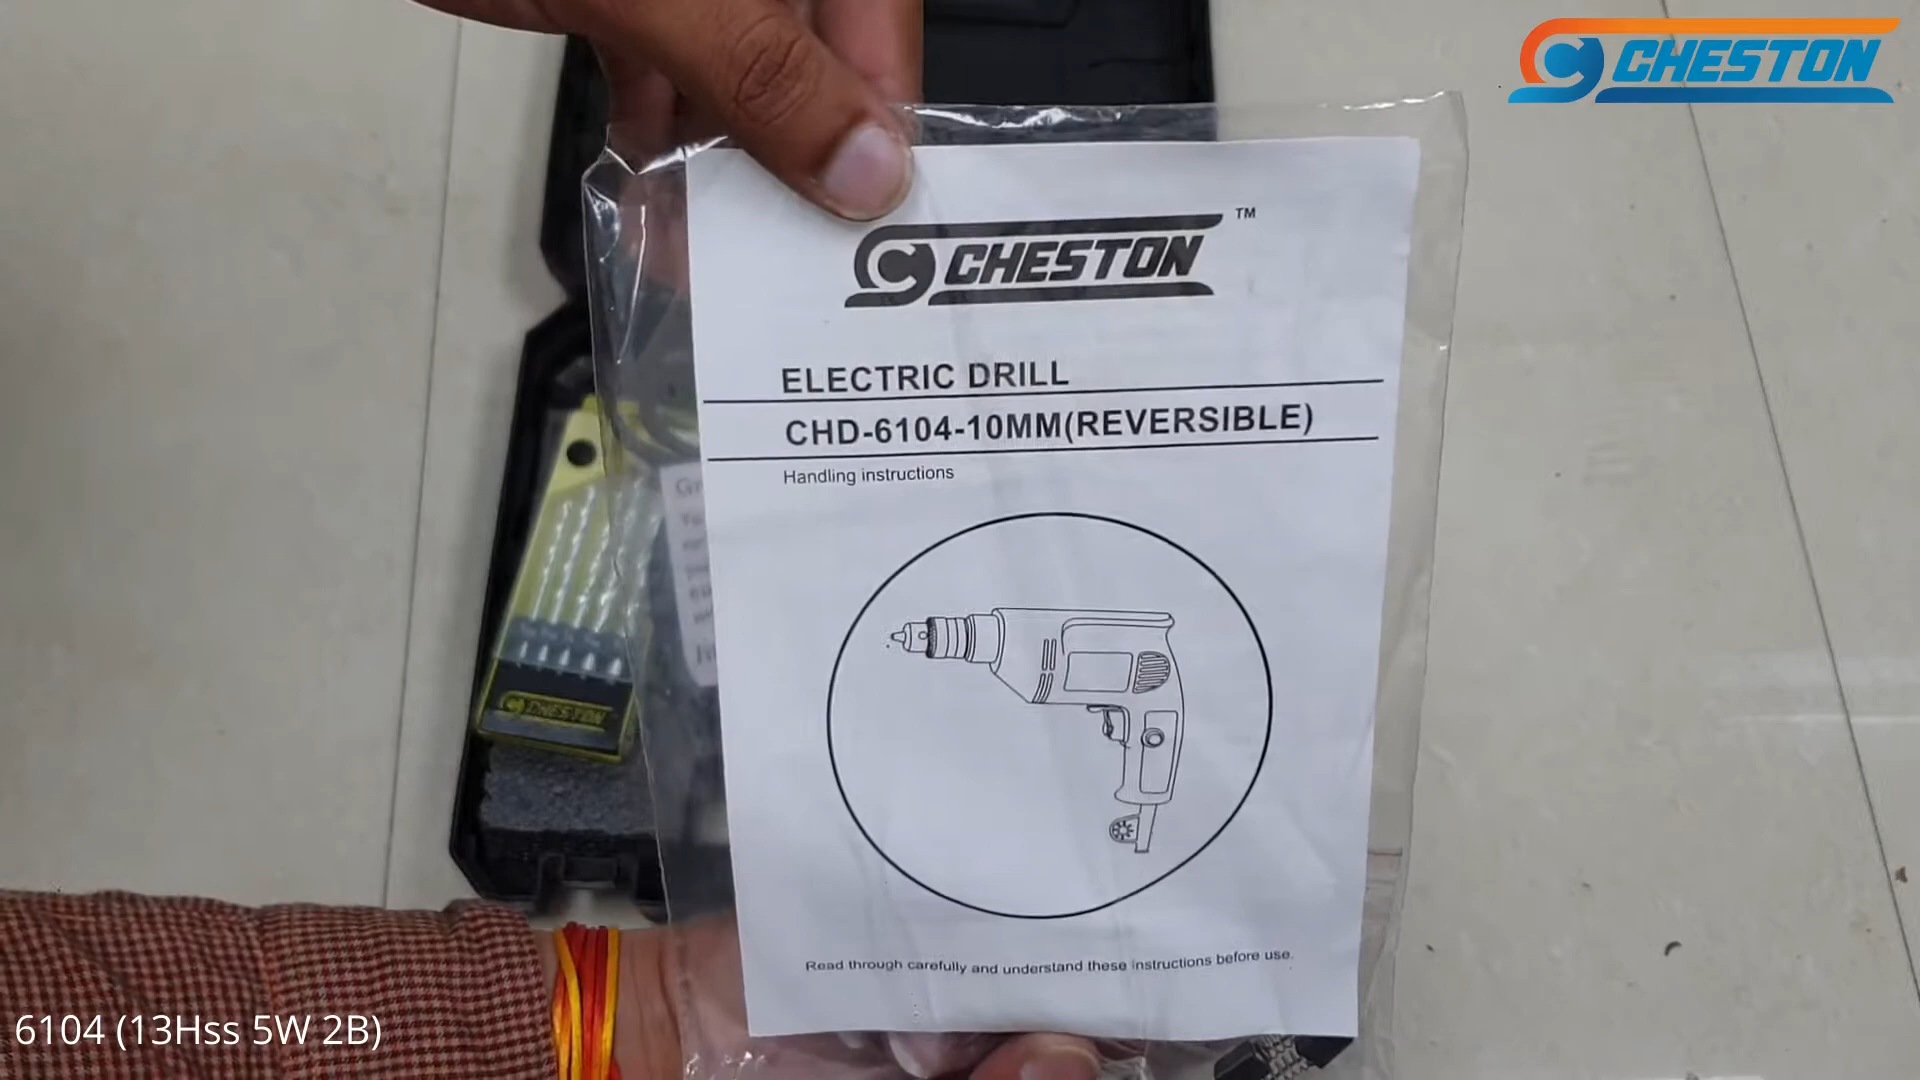 CHESTON
CHESTON TM
ELECTRIC DRILL
CHD-6104-10MM(REVERSIBLE)
Handling instructions
CHESTON
Read through carefully and understand these instructions before use.
6104 (13Hss 5W 2B)